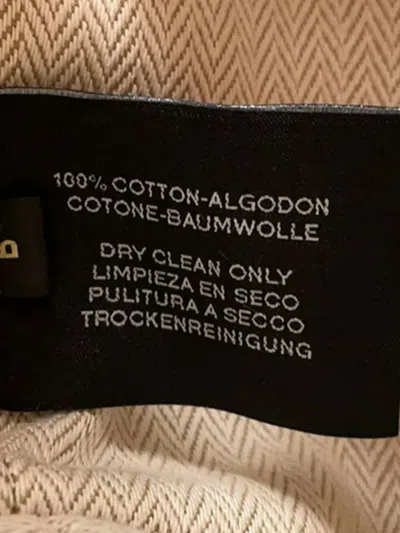 100% COTTON-ALGODON
COTONE-BAUMWOLLE
DRY CLEAN ONLY
LIMPIEZA EN SECO
PULITURA A SECCO
TROCKENREINIGUNG
B